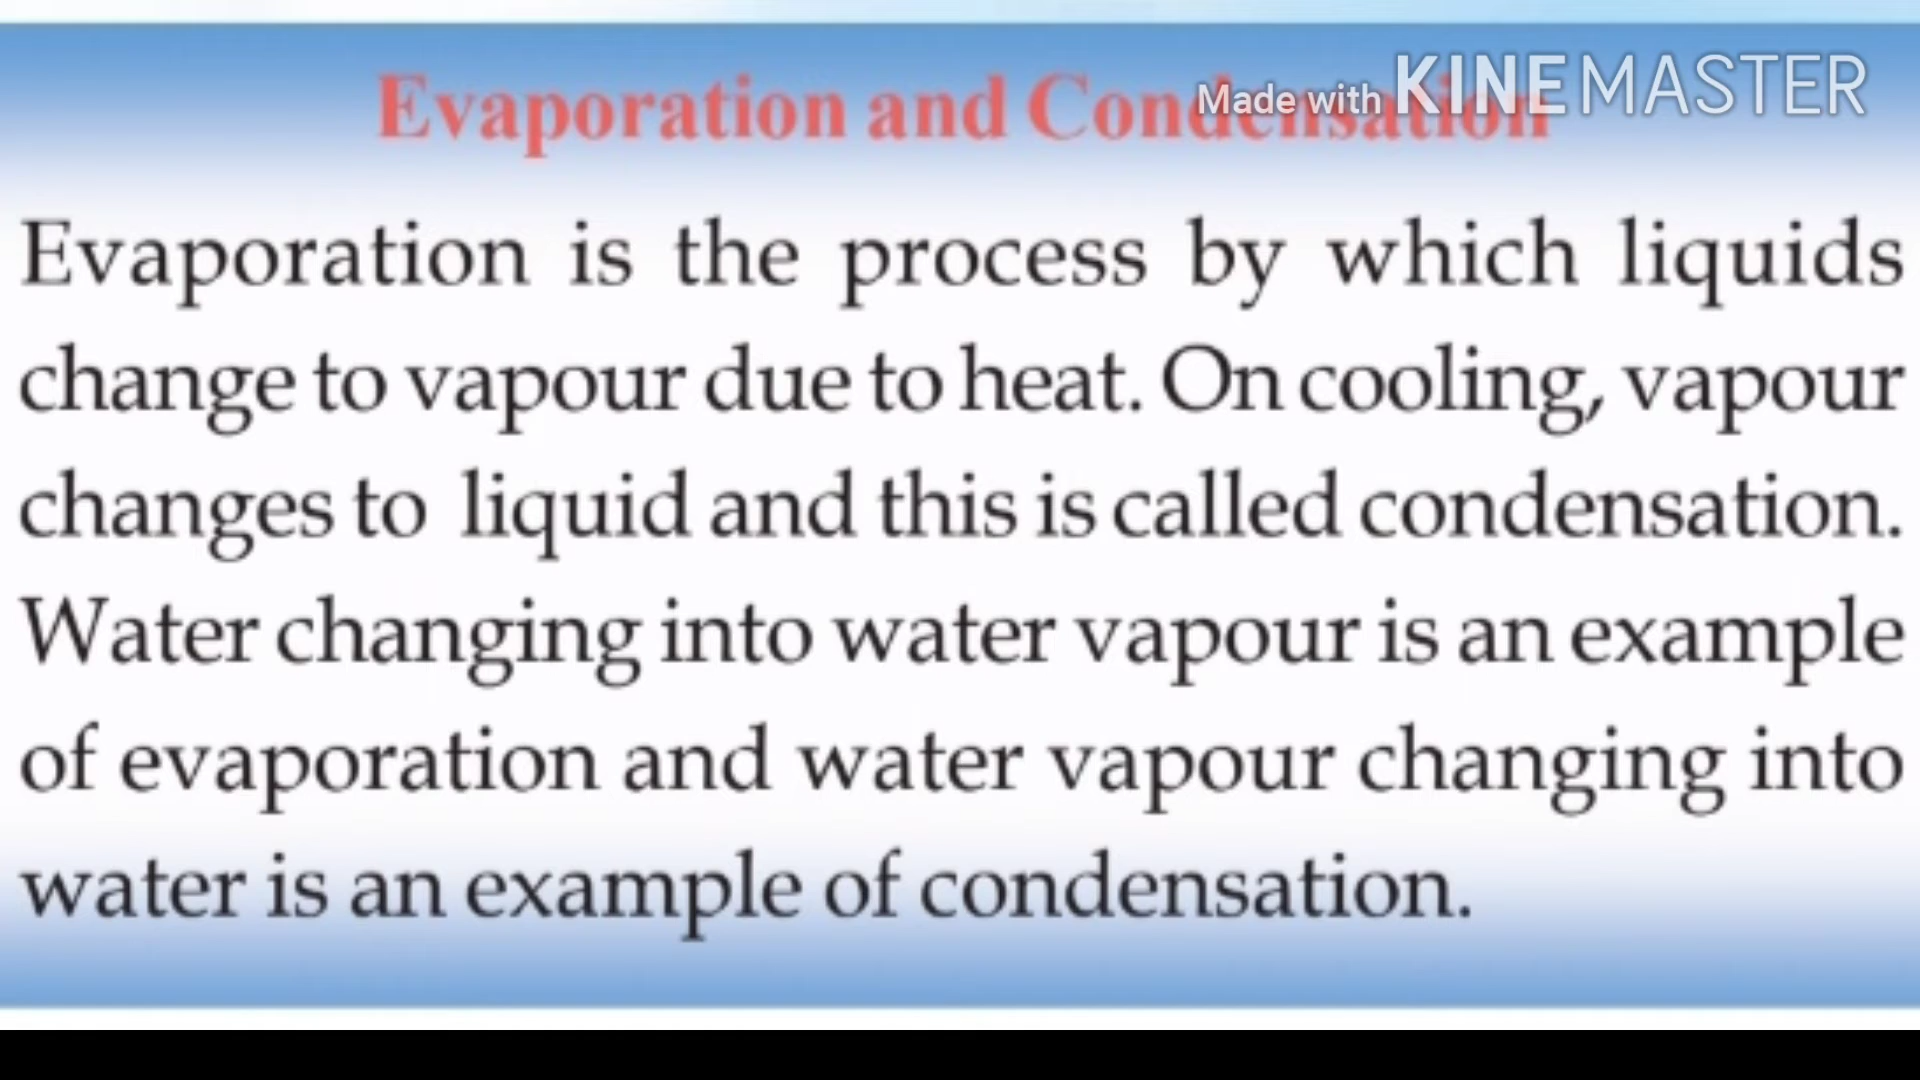 Evaporation and Condensation
Made with KINEMASTER
Evaporation is the process by which liquids
change to vapour due to heat. On cooling, vapour
changes to liquid and this is called condensation.
Water changing into water vapour is an example
of evaporation and water vapour changing into
water is an example of condensation.